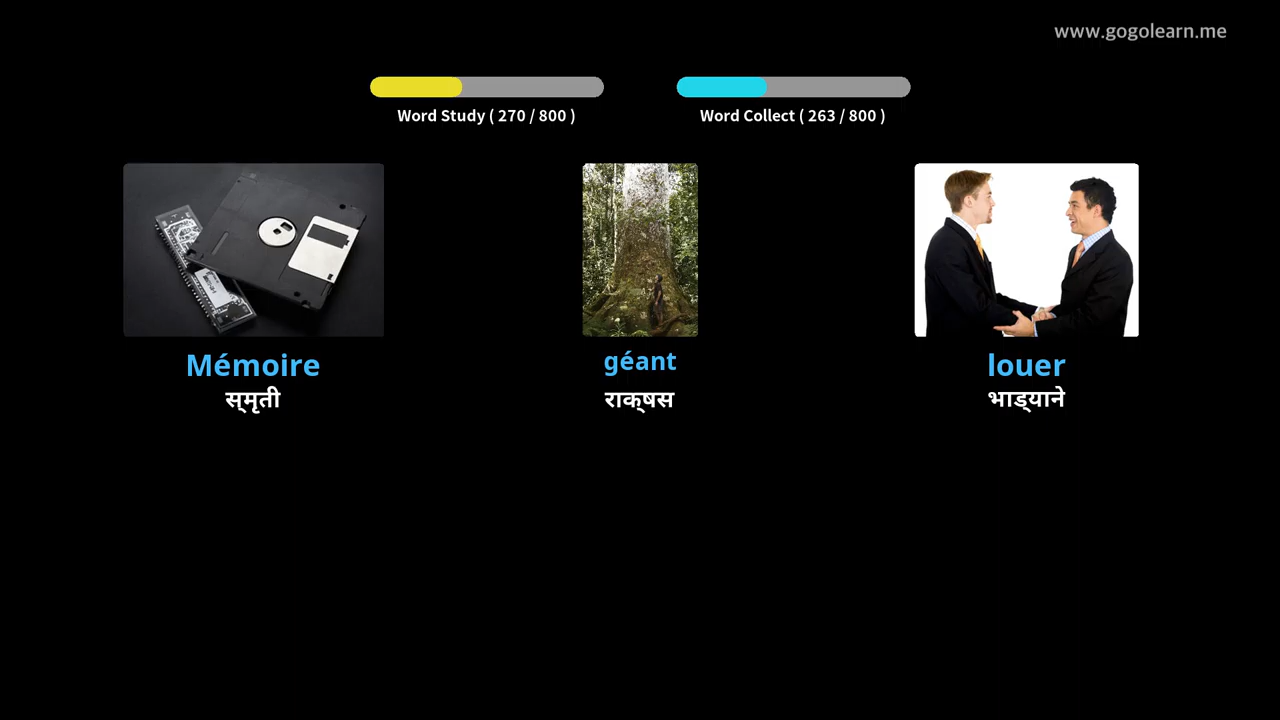 www.gogolearn.me
Word Study ( 270 / 800 )
Word Collect ( 263 / 800 )
Mémoire
स्मृती
géant
राक्षस
louer
भाड्याने